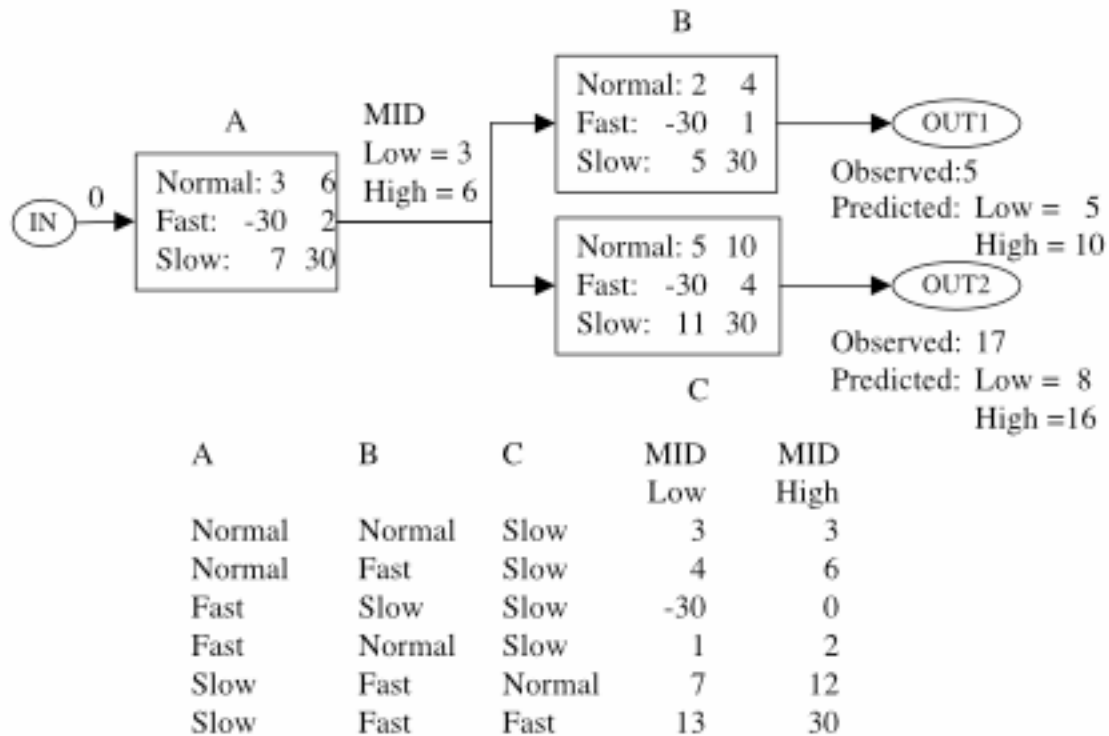 B
Normal: 2 4
Fast: -30 1
Slow: 5 30
A
Normal: 3 6
Fast: -30 2
Slow: 7 30
IN
0
MID
Low = 3
High = 6
OUT1
Observed:5
Predicted: Low = 5
High = 10
Normal: 5 10
Fast: -30 4
Slow: 11 30
C
OUT2
Observed: 17
Predicted: Low = 8
High =16
A B C MID MID
Low High
Normal Normal Slow 3 3
Normal Fast Slow 4 6
Fast Slow Slow -30 0
Fast Normal Slow 1 2
Slow Fast Normal 7 12
Slow Fast Fast 13 30